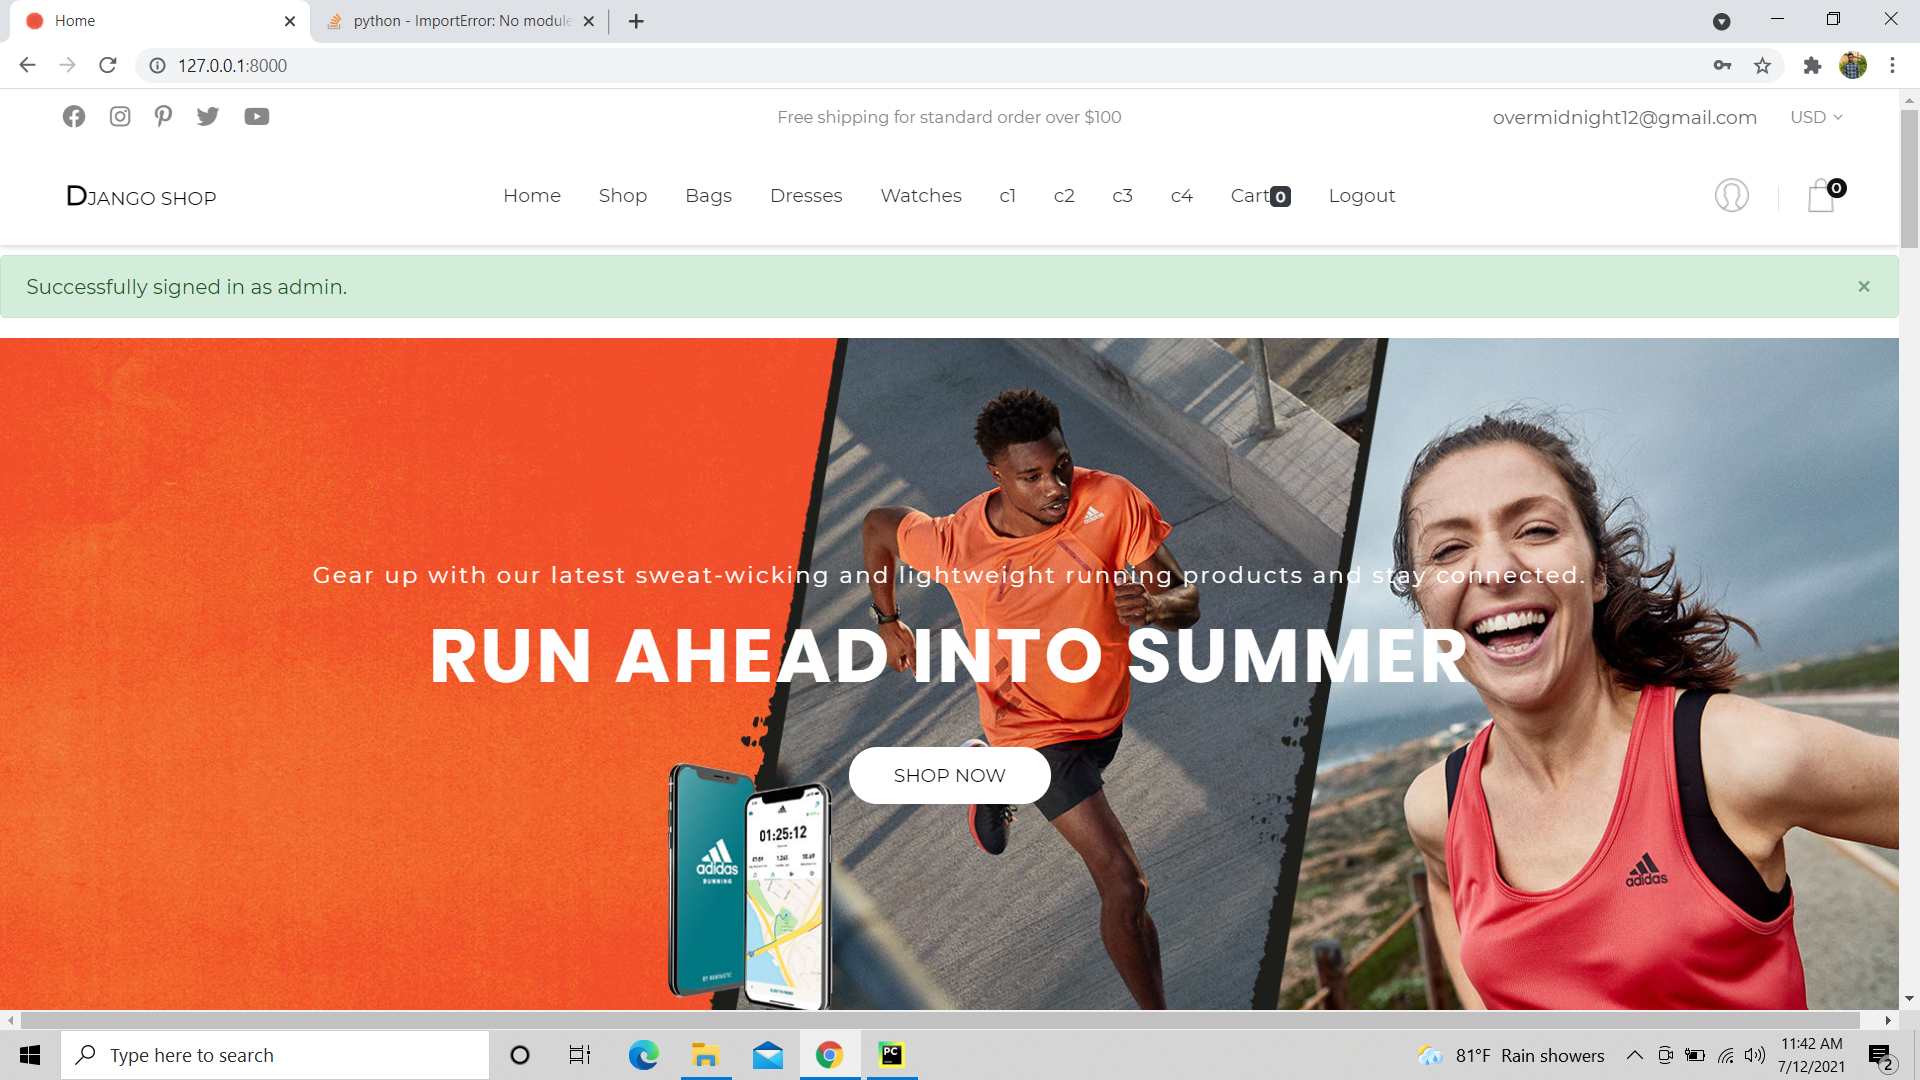 Home
python - ImportError: No module
127.0.0.1:8000
Free shipping for standard order over $100
overmidnight12@gmail.com
USD
DJANGO SHOP
Home
Shop
Bags
Dresses
Watches
c1
c2
c3
c4
Cart 0
Logout
0
Successfully signed in as admin.
×
Gear up with our latest sweat-wicking and lightweight running products and stay connected.
RUN AHEAD INTO SUMMER
SHOP NOW
01:25:12
adidas
RUNNING
BY RUNTASTIC
adidas
Type here to search
PC
81°F Rain showers
11:42 AM
7/12/2021
2